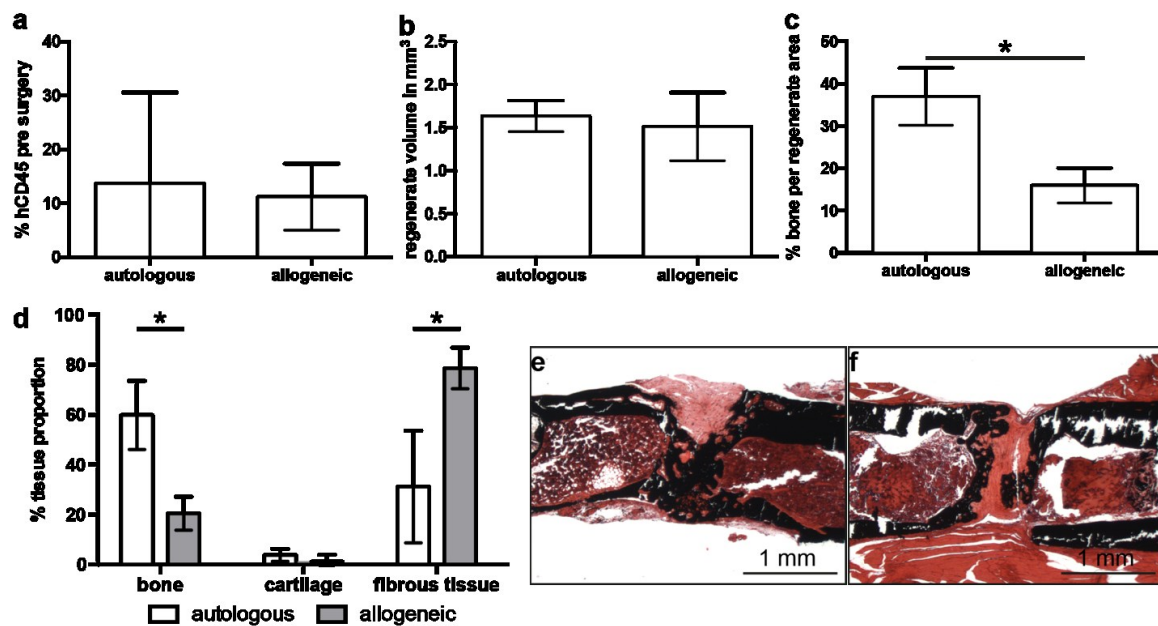 a
% hCD45 pre surgery
40
30
20
10
0
autologous
allogeneic
b
regenerate volume in mm³
2.5
2.0
1.5
1.0
0.5
0.0
autologous
allogeneic
c
% bone per regenerate area
50
40
30
20
10
0
*
autologous
allogeneic
d
% tissue proportion
100
80
60
40
20
0
*
*
bone
cartilage
fibrous tissue
autologous
allogeneic
e
1 mm
f
1 mm